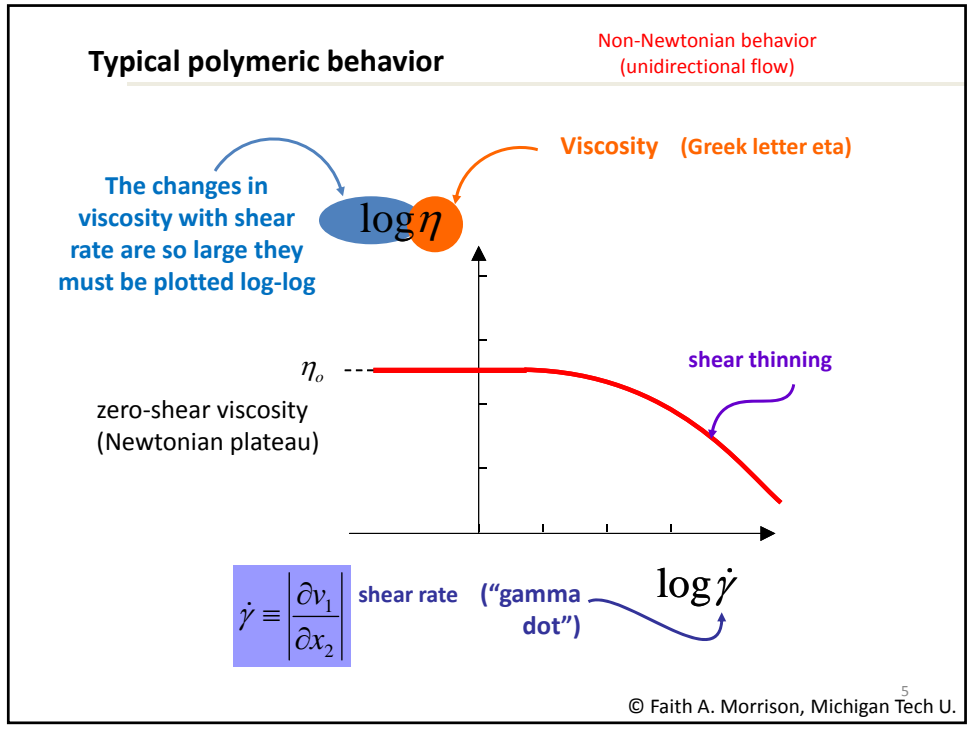 Typical polymeric behavior
Non-Newtonian behavior
(unidirectional flow)
Viscosity (Greek letter eta)
The changes in
viscosity with shear
rate are so large they
must be plotted log-log
log η
η₀
zero-shear viscosity
(Newtonian plateau)
shear thinning
γ̇ ≡ |∂v₁/∂x₂|
shear rate ("gamma
dot")
log γ̇
5
© Faith A. Morrison, Michigan Tech U.